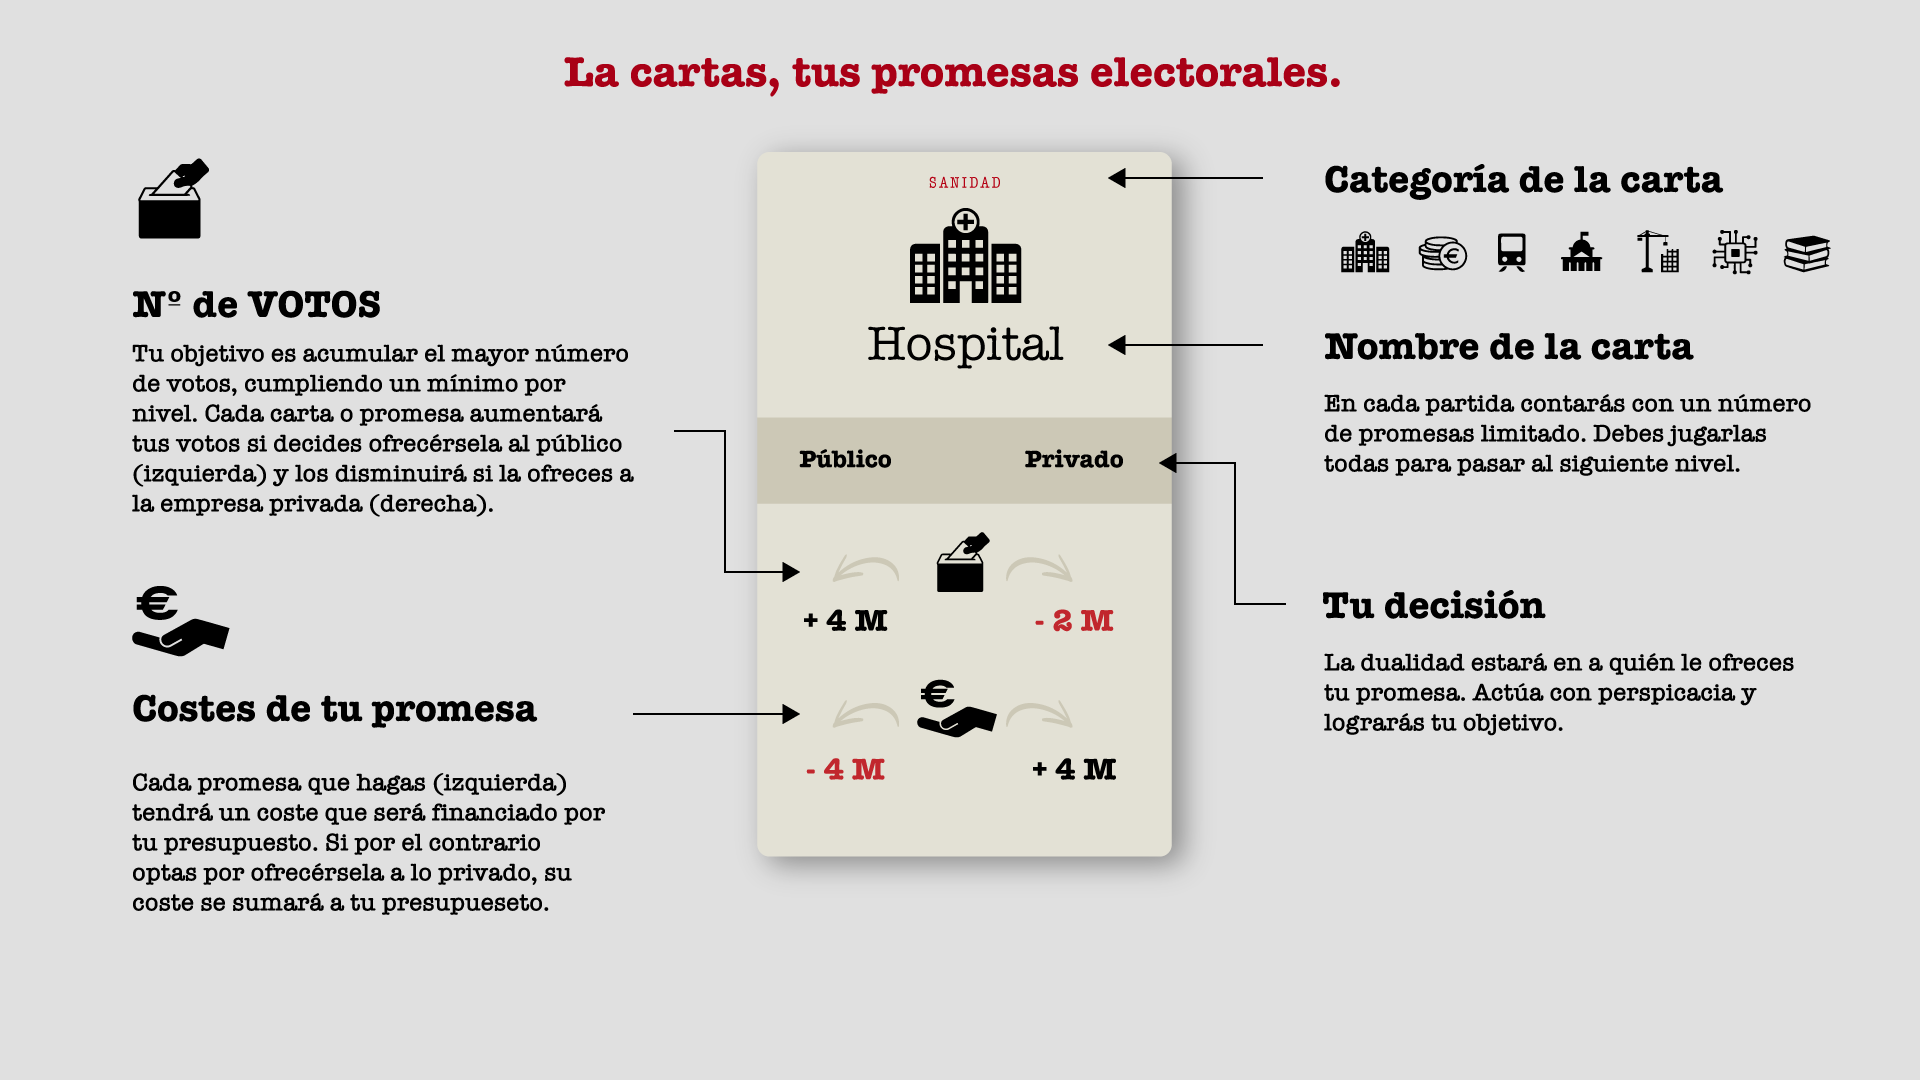 La cartas, tus promesas electorales.
Nº de VOTOS
Tu objetivo es acumular el mayor número
de votos, cumpliendo un mínimo por
nivel. Cada carta o promesa aumentará
tus votos si decides ofrecérsela al público
(izquierda) y los disminuirá si la ofreces a
la empresa privada (derecha).
€
Costes de tu promesa
Cada promesa que hagas (izquierda)
tendrá un coste que será financiado por
tu presupuesto. Si por el contrario
optas por ofrecérsela a lo privado, su
coste se sumará a tu presupueseto.
SANIDAD
Hospital
Público Privado
+ 4 M - 2 M
€
- 4 M + 4 M
Categoría de la carta
€
Nombre de la carta
En cada partida contarás con un número
de promesas limitado. Debes jugarlas
todas para pasar al siguiente nivel.
Tu decisión
La dualidad estará en a quién le ofreces
tu promesa. Actúa con perspicacia y
lograrás tu objetivo.